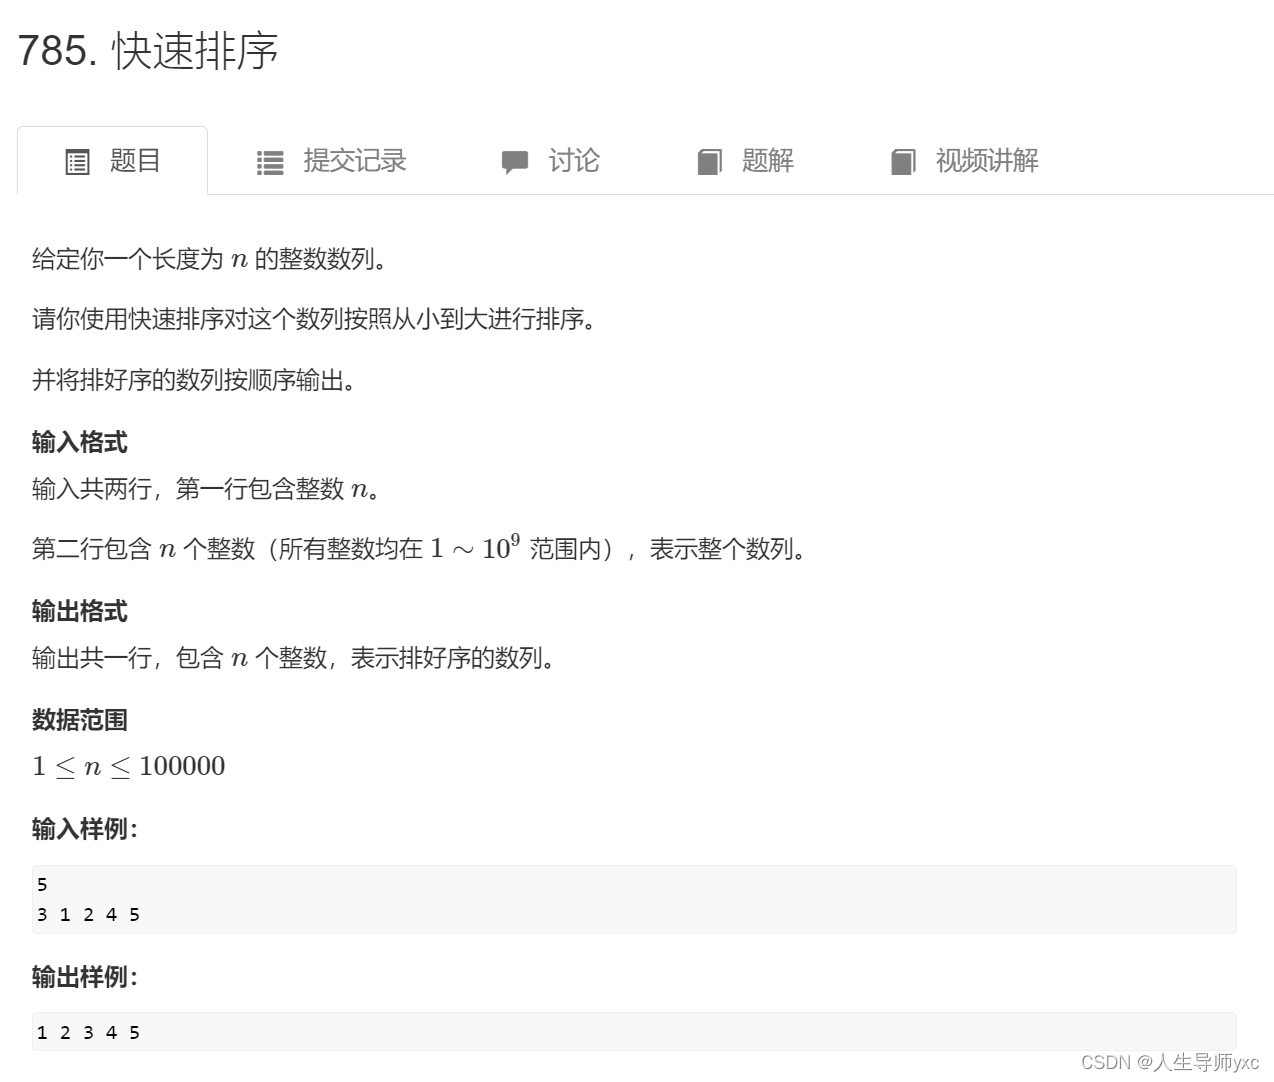 785. 快速排序
题目 提交记录 讨论 题解 视频讲解
给定你一个长度为 n 的整数数列。
请你使用快速排序对这个数列按照从小到大进行排序。
并将排好序的数列按顺序输出。
输入格式
输入共两行，第一行包含整数 n。
第二行包含 n 个整数（所有整数均在 1 ∼ 10⁹ 范围内），表示整个数列。
输出格式
输出共一行，包含 n 个整数，表示排好序的数列。
数据范围
1 ≤ n ≤ 100000
输入样例：
5
3 1 2 4 5
输出样例：
1 2 3 4 5
CSDN @人生导师yxc